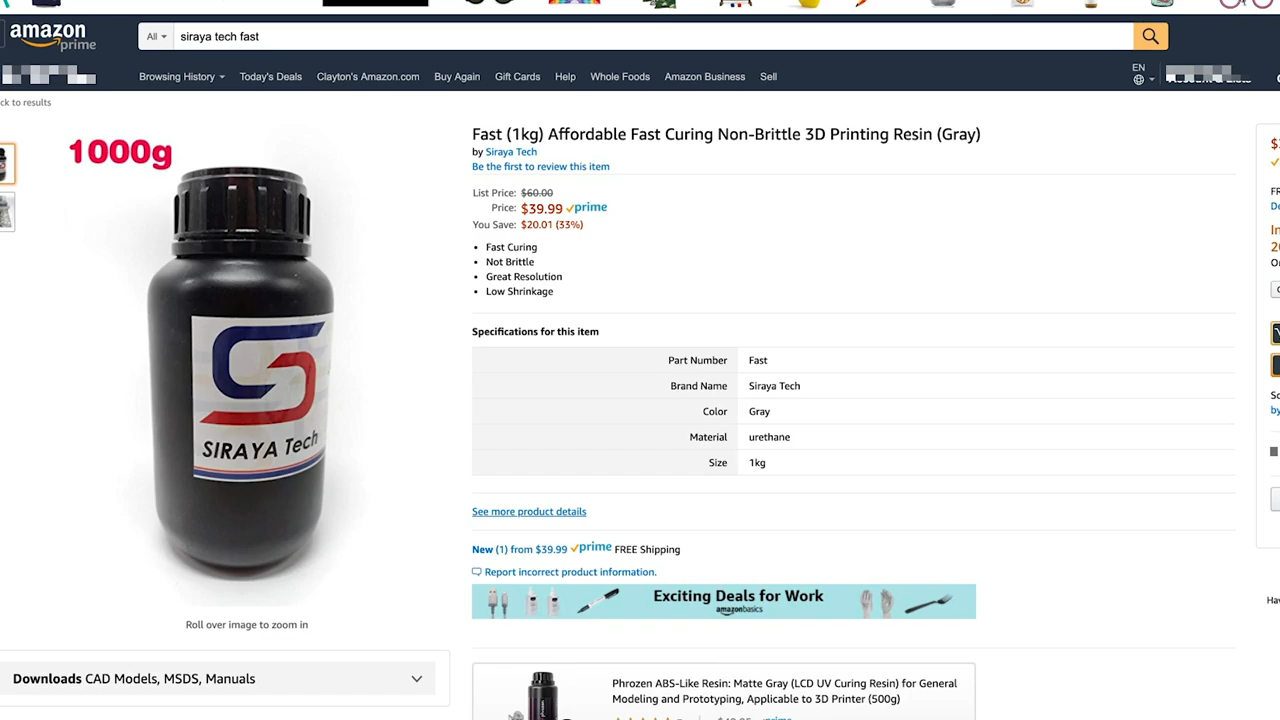 amazon
prime
All
siraya tech fast
Browsing History
Today's Deals
Clayton's Amazon.com
Buy Again
Gift Cards
Help
Whole Foods
Amazon Business
Sell
EN
ck to results
1000g
SIRAYA Tech
Roll over image to zoom in
Downloads CAD Models, MSDS, Manuals
Fast (1kg) Affordable Fast Curing Non-Brittle 3D Printing Resin (Gray)
by Siraya Tech
Be the first to review this item
List Price: $60.00
Price: $39.99 prime
You Save: $20.01 (33%)
• Fast Curing
• Not Brittle
• Great Resolution
• Low Shrinkage
Specifications for this item
Part Number Fast
Brand Name Siraya Tech
Color Gray
Material urethane
Size 1kg
See more product details
New (1) from $39.99 prime FREE Shipping
Report incorrect product information.
Exciting Deals for Work
amazonbasics
Phrozen ABS-Like Resin: Matte Gray (LCD UV Curing Resin) for General
Modeling and Prototyping, Applicable to 3D Printer (500g)